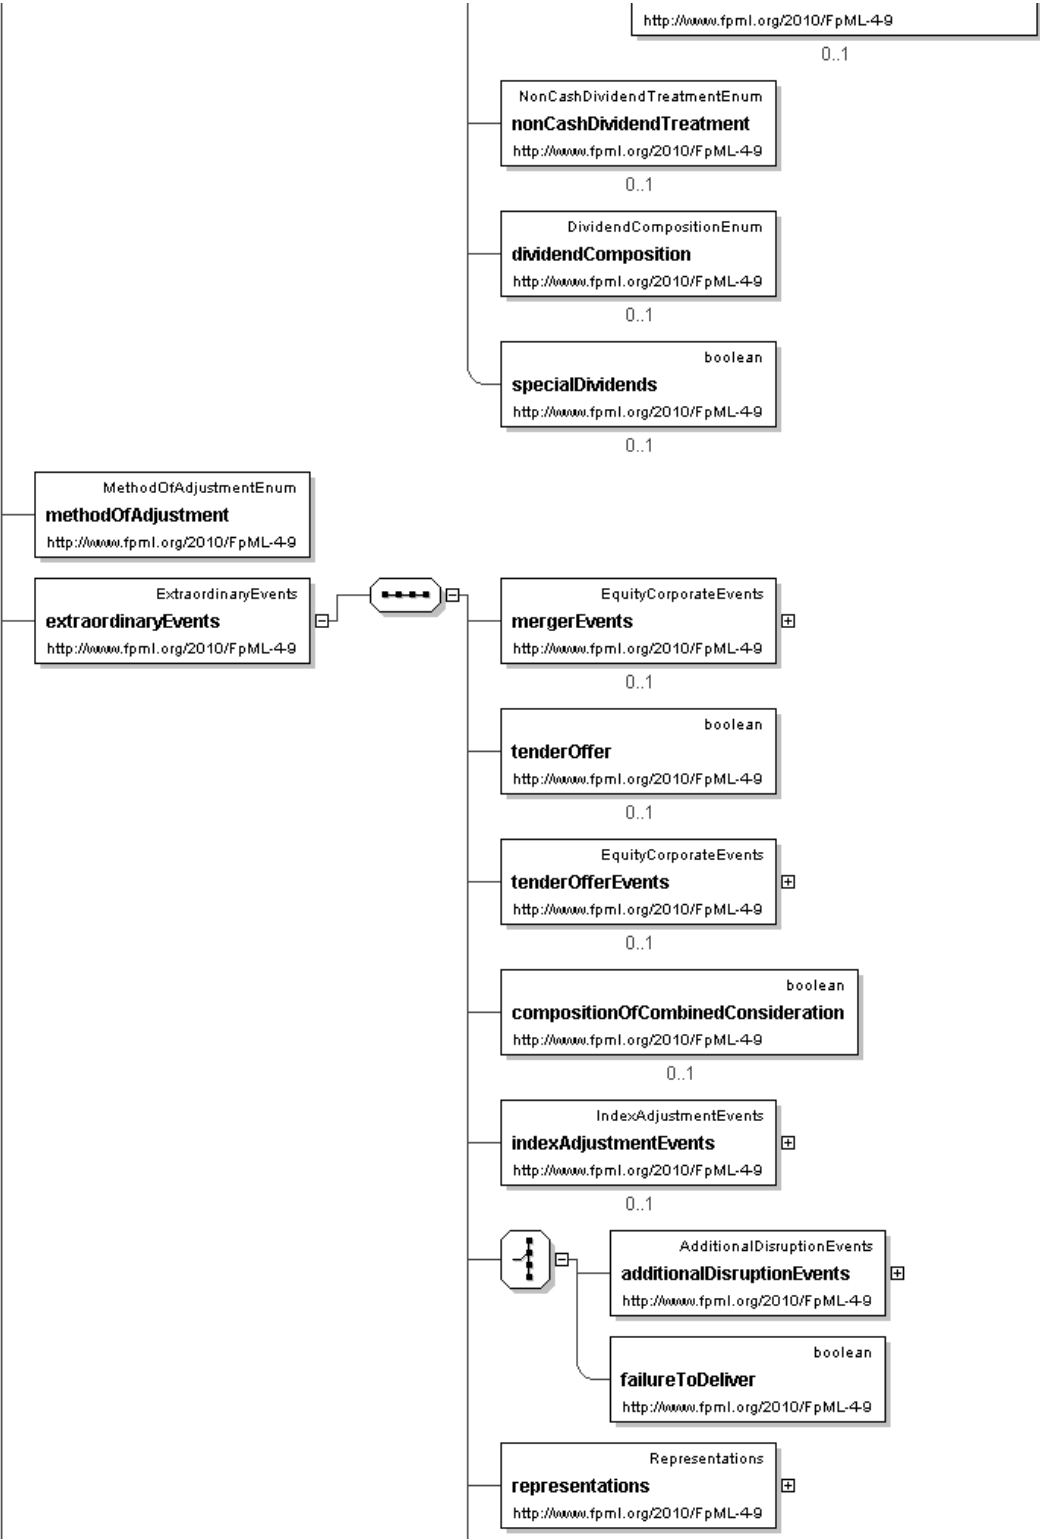 http://www.fpml.org/2010/FpML-4-9
0..1
NonCashDividendTreatmentEnum
nonCashDividendTreatment
http://www.fpml.org/2010/FpML-4-9
0..1
DividendCompositionEnum
dividendComposition
http://www.fpml.org/2010/FpML-4-9
0..1
boolean
specialDividends
http://www.fpml.org/2010/FpML-4-9
0..1
MethodOfAdjustmentEnum
methodOfAdjustment
http://www.fpml.org/2010/FpML-4-9
ExtraordinaryEvents
extraordinaryEvents
http://www.fpml.org/2010/FpML-4-9
EquityCorporateEvents
mergerEvents
http://www.fpml.org/2010/FpML-4-9
0..1
boolean
tenderOffer
http://www.fpml.org/2010/FpML-4-9
0..1
EquityCorporateEvents
tenderOfferEvents
http://www.fpml.org/2010/FpML-4-9
0..1
boolean
compositionOfCombinedConsideration
http://www.fpml.org/2010/FpML-4-9
0..1
IndexAdjustmentEvents
indexAdjustmentEvents
http://www.fpml.org/2010/FpML-4-9
0..1
AdditionalDisruptionEvents
additionalDisruptionEvents
http://www.fpml.org/2010/FpML-4-9
boolean
failureToDeliver
http://www.fpml.org/2010/FpML-4-9
Representations
representations
http://www.fpml.org/2010/FpML-4-9